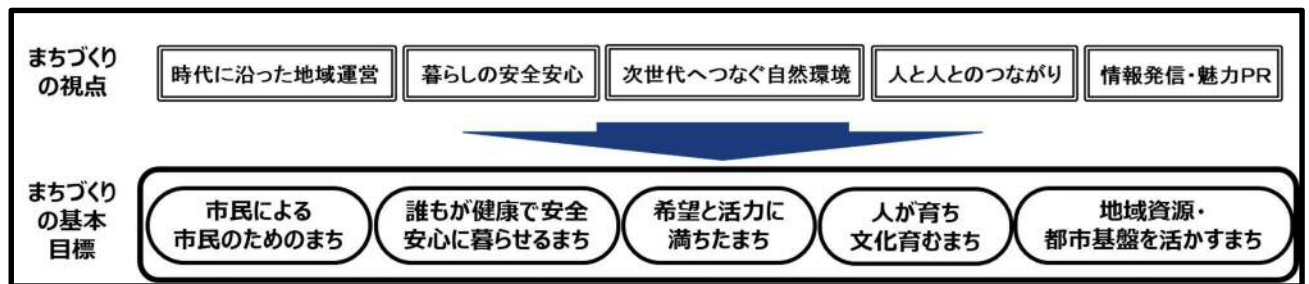 まちづくり
の視点
時代に沿った地域運営
暮らしの安全安心
次世代へつなぐ自然環境
人と人とのつながり
情報発信・魅力PR
まちづくり
の基本
目標
市民による
市民のためのまち
誰もが健康で安全
安心に暮らせるまち
希望と活力に
満ちたまち
人が育ち
文化育むまち
地域資源・
都市基盤を活かすまち